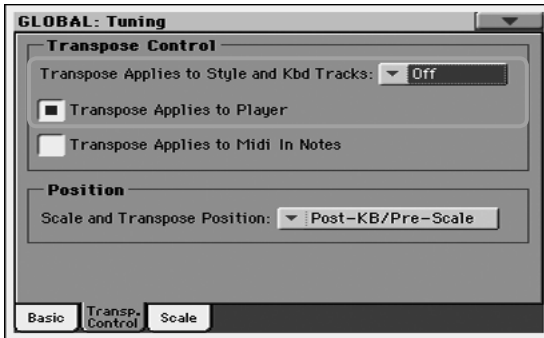 GLOBAL: Tuning
Transpose Control
Transpose Applies to Style and Kbd Tracks: Off
Transpose Applies to Player
Transpose Applies to Midi In Notes
Position
Scale and Transpose Position: Post-KB/Pre-Scale
Basic Transp. Control Scale